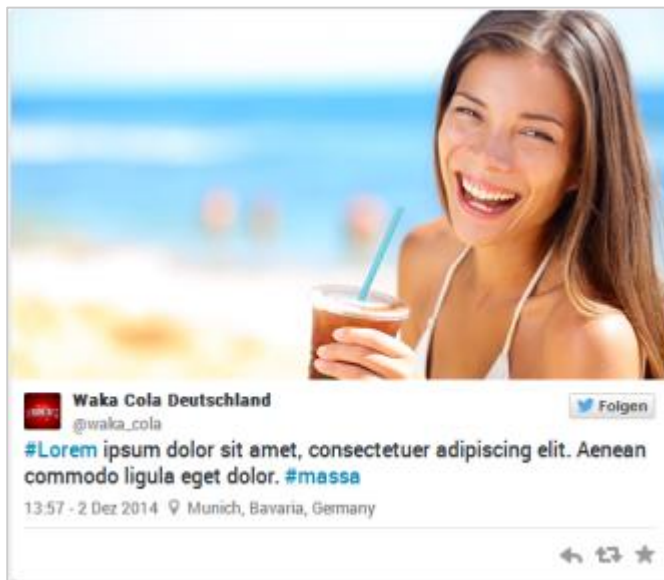 Waka Cola Deutschland
@waka_cola
Folgen
#Lorem ipsum dolor sit amet, consectetuer adipiscing elit. Aenean
commodo ligula eget dolor. #massa
13:57 - 2 Dez 2014 Munich, Bavaria, Germany